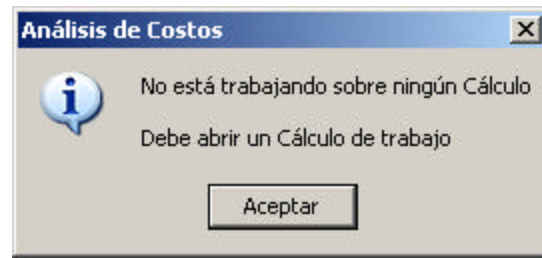 Análisis de Costos
No está trabajando sobre ningún Cálculo
Debe abrir un Cálculo de trabajo
Aceptar